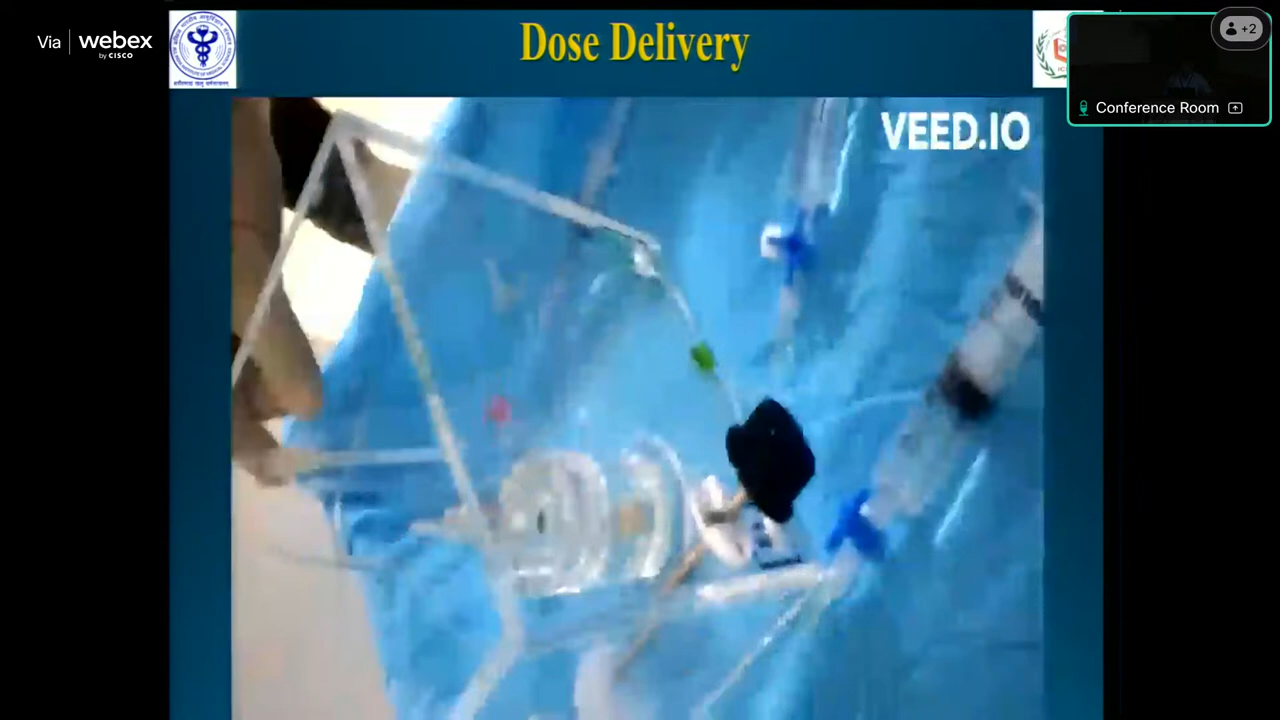 Via webex
by CISCO
Dose Delivery
VEED.IO
+2
Conference Room